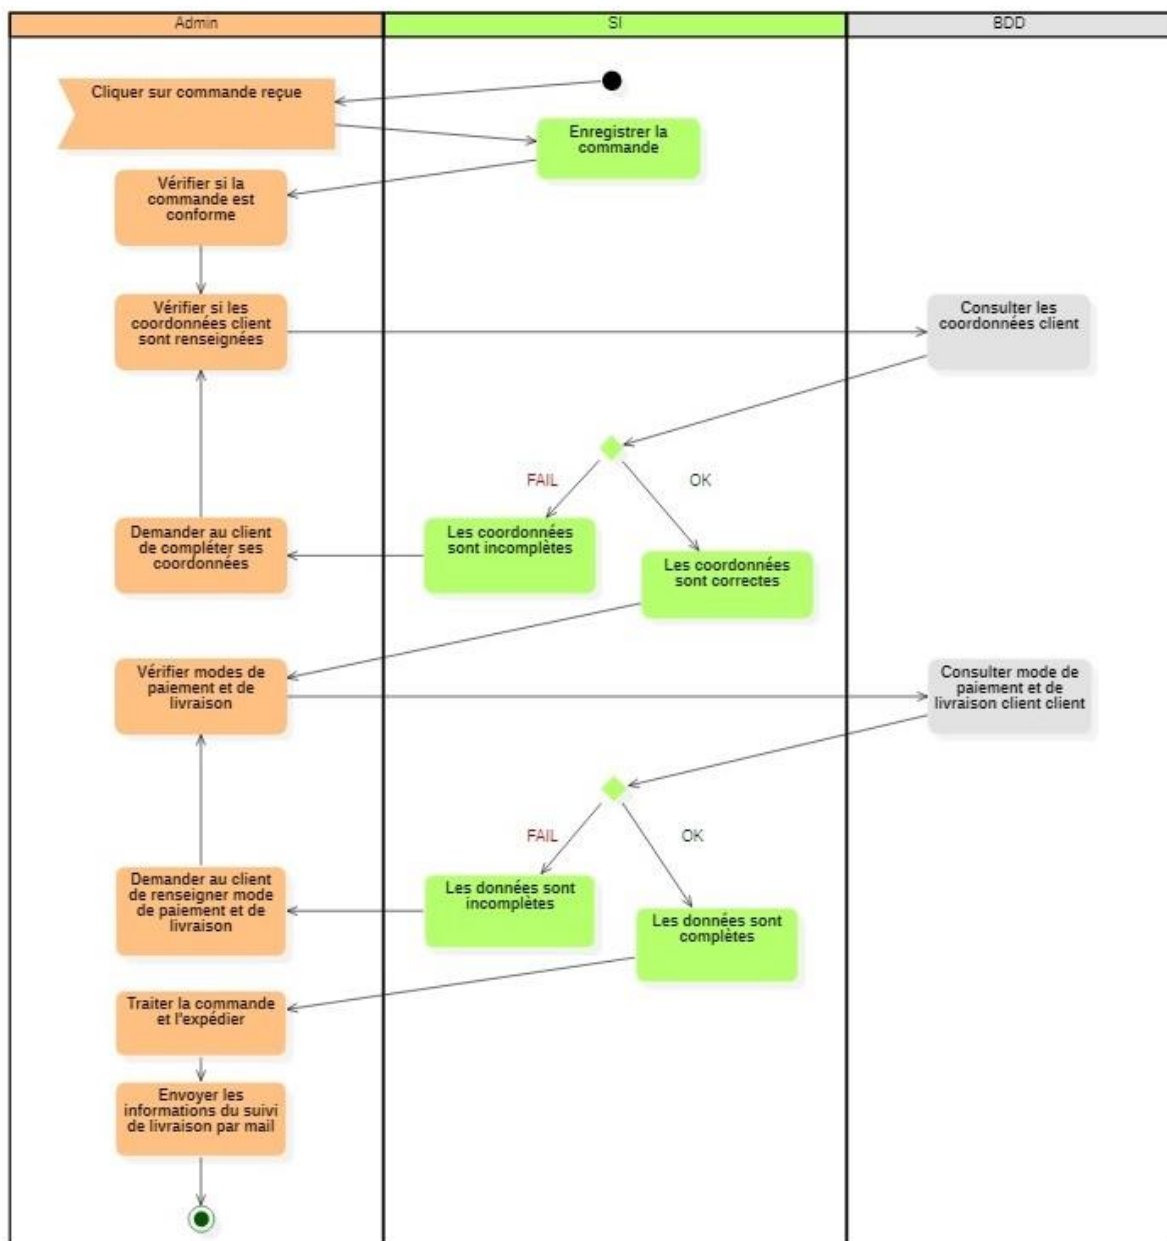 Admin
SI
BDD
Cliquer sur commande reçue
Enregistrer la
commande
Vérifier si la
commande est
conforme
Vérifier si les
coordonnées client
sont renseignées
Consulter les
coordonnées client
FAIL
OK
Demander au client
de compléter ses
coordonnées
Les coordonnées
sont incomplètes
Les coordonnées
sont correctes
Vérifier modes de
paiement et de
livraison
Consulter mode de
paiement et de
livraison client client
FAIL
OK
Demander au client
de renseigner mode
de paiement et de
livraison
Les données sont
incomplètes
Les données sont
complètes
Traiter la commande
et l'expédier
Envoyer les
informations du suivi
de livraison par mail